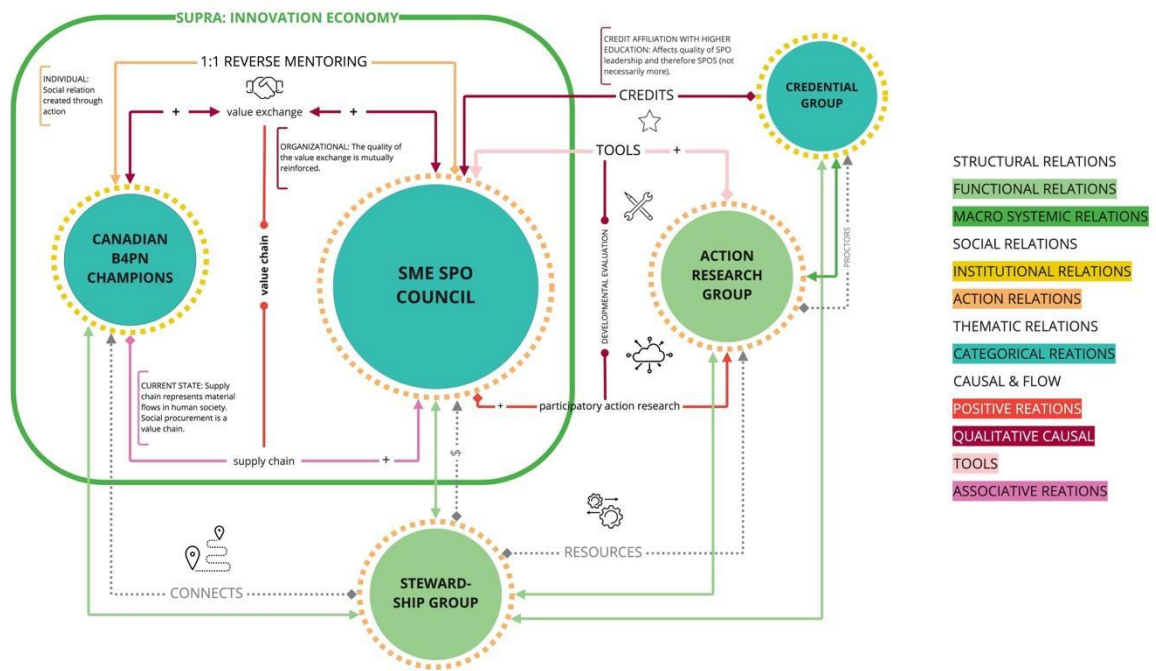 SUPRA: INNOVATION ECONOMY
1:1 REVERSE MENTORING
INDIVIDUAL:
Social relation
created through
action
+
value exchange
+
ORGANIZATIONAL: The quality of
the value exchange is mutually
reinforced.
CREDIT AFFILIATION WITH HIGHER
EDUCATION: Affects quality of SPO
leadership and therefore SPOS (not
necessarily more).
CREDITS
CREDENTIAL
GROUP
TOOLS
+
CANADIAN
B4PN
CHAMPIONS
value chain
SME SPO
COUNCIL
DEVELOPMENTAL EVALUATION
ACTION
RESEARCH
GROUP
PROCTORS
CURRENT STATE: Supply
chain represents material
flows in human society.
Social procurement is a
value chain.
+
participatory action research
supply chain
+
$
RESOURCES
CONNECTS
STEWARD-
SHIP GROUP
STRUCTURAL RELATIONS
FUNCTIONAL RELATIONS
MACRO SYSTEMIC RELATIONS
SOCIAL RELATIONS
INSTITUTIONAL RELATIONS
ACTION RELATIONS
THEMATIC RELATIONS
CATEGORICAL REATIONS
CAUSAL & FLOW
POSITIVE REATIONS
QUALITATIVE CAUSAL
TOOLS
ASSOCIATIVE REATIONS